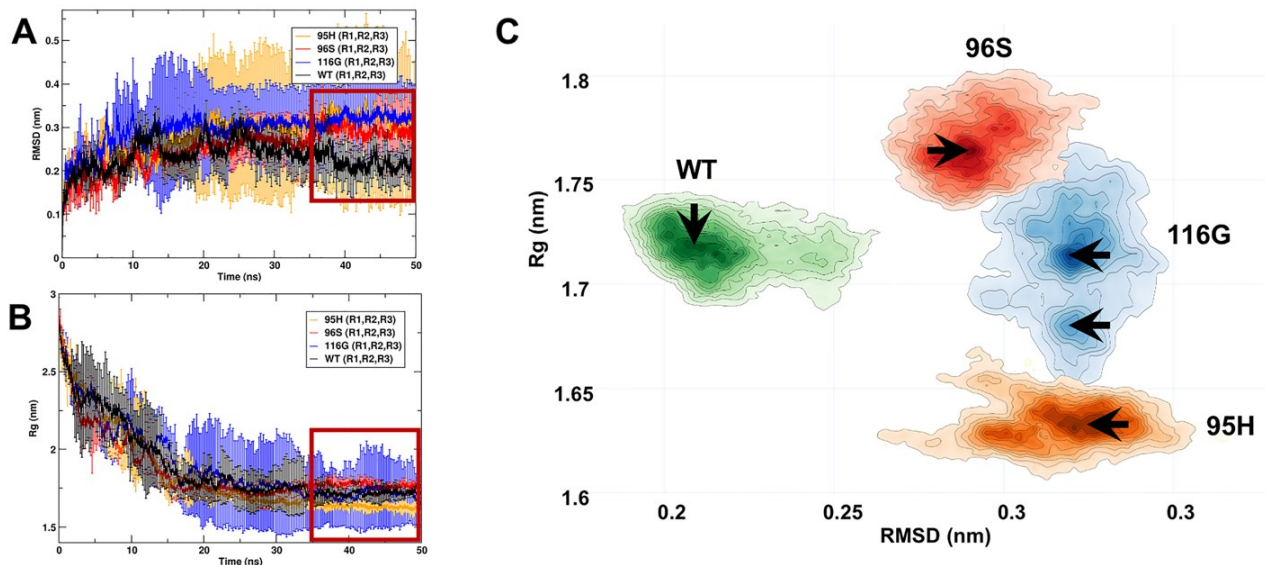 A
RMSD (nm)
0.5
0.4
0.3
0.2
0.1
0
0
10
20
30
40
50
Time (ns)
95H (R1,R2,R3)
96S (R1,R2,R3)
116G (R1,R2,R3)
WT (R1,R2,R3)
B
Rg (nm)
3
2.5
2
1.5
0
10
20
30
40
50
Time (ns)
95H (R1,R2,R3)
96S (R1,R2,R3)
116G (R1,R2,R3)
WT (R1,R2,R3)
C
Rg (nm)
1.8
1.75
1.7
1.65
1.6
0.2
0.25
0.3
0.3
RMSD (nm)
96S
WT
116G
95H